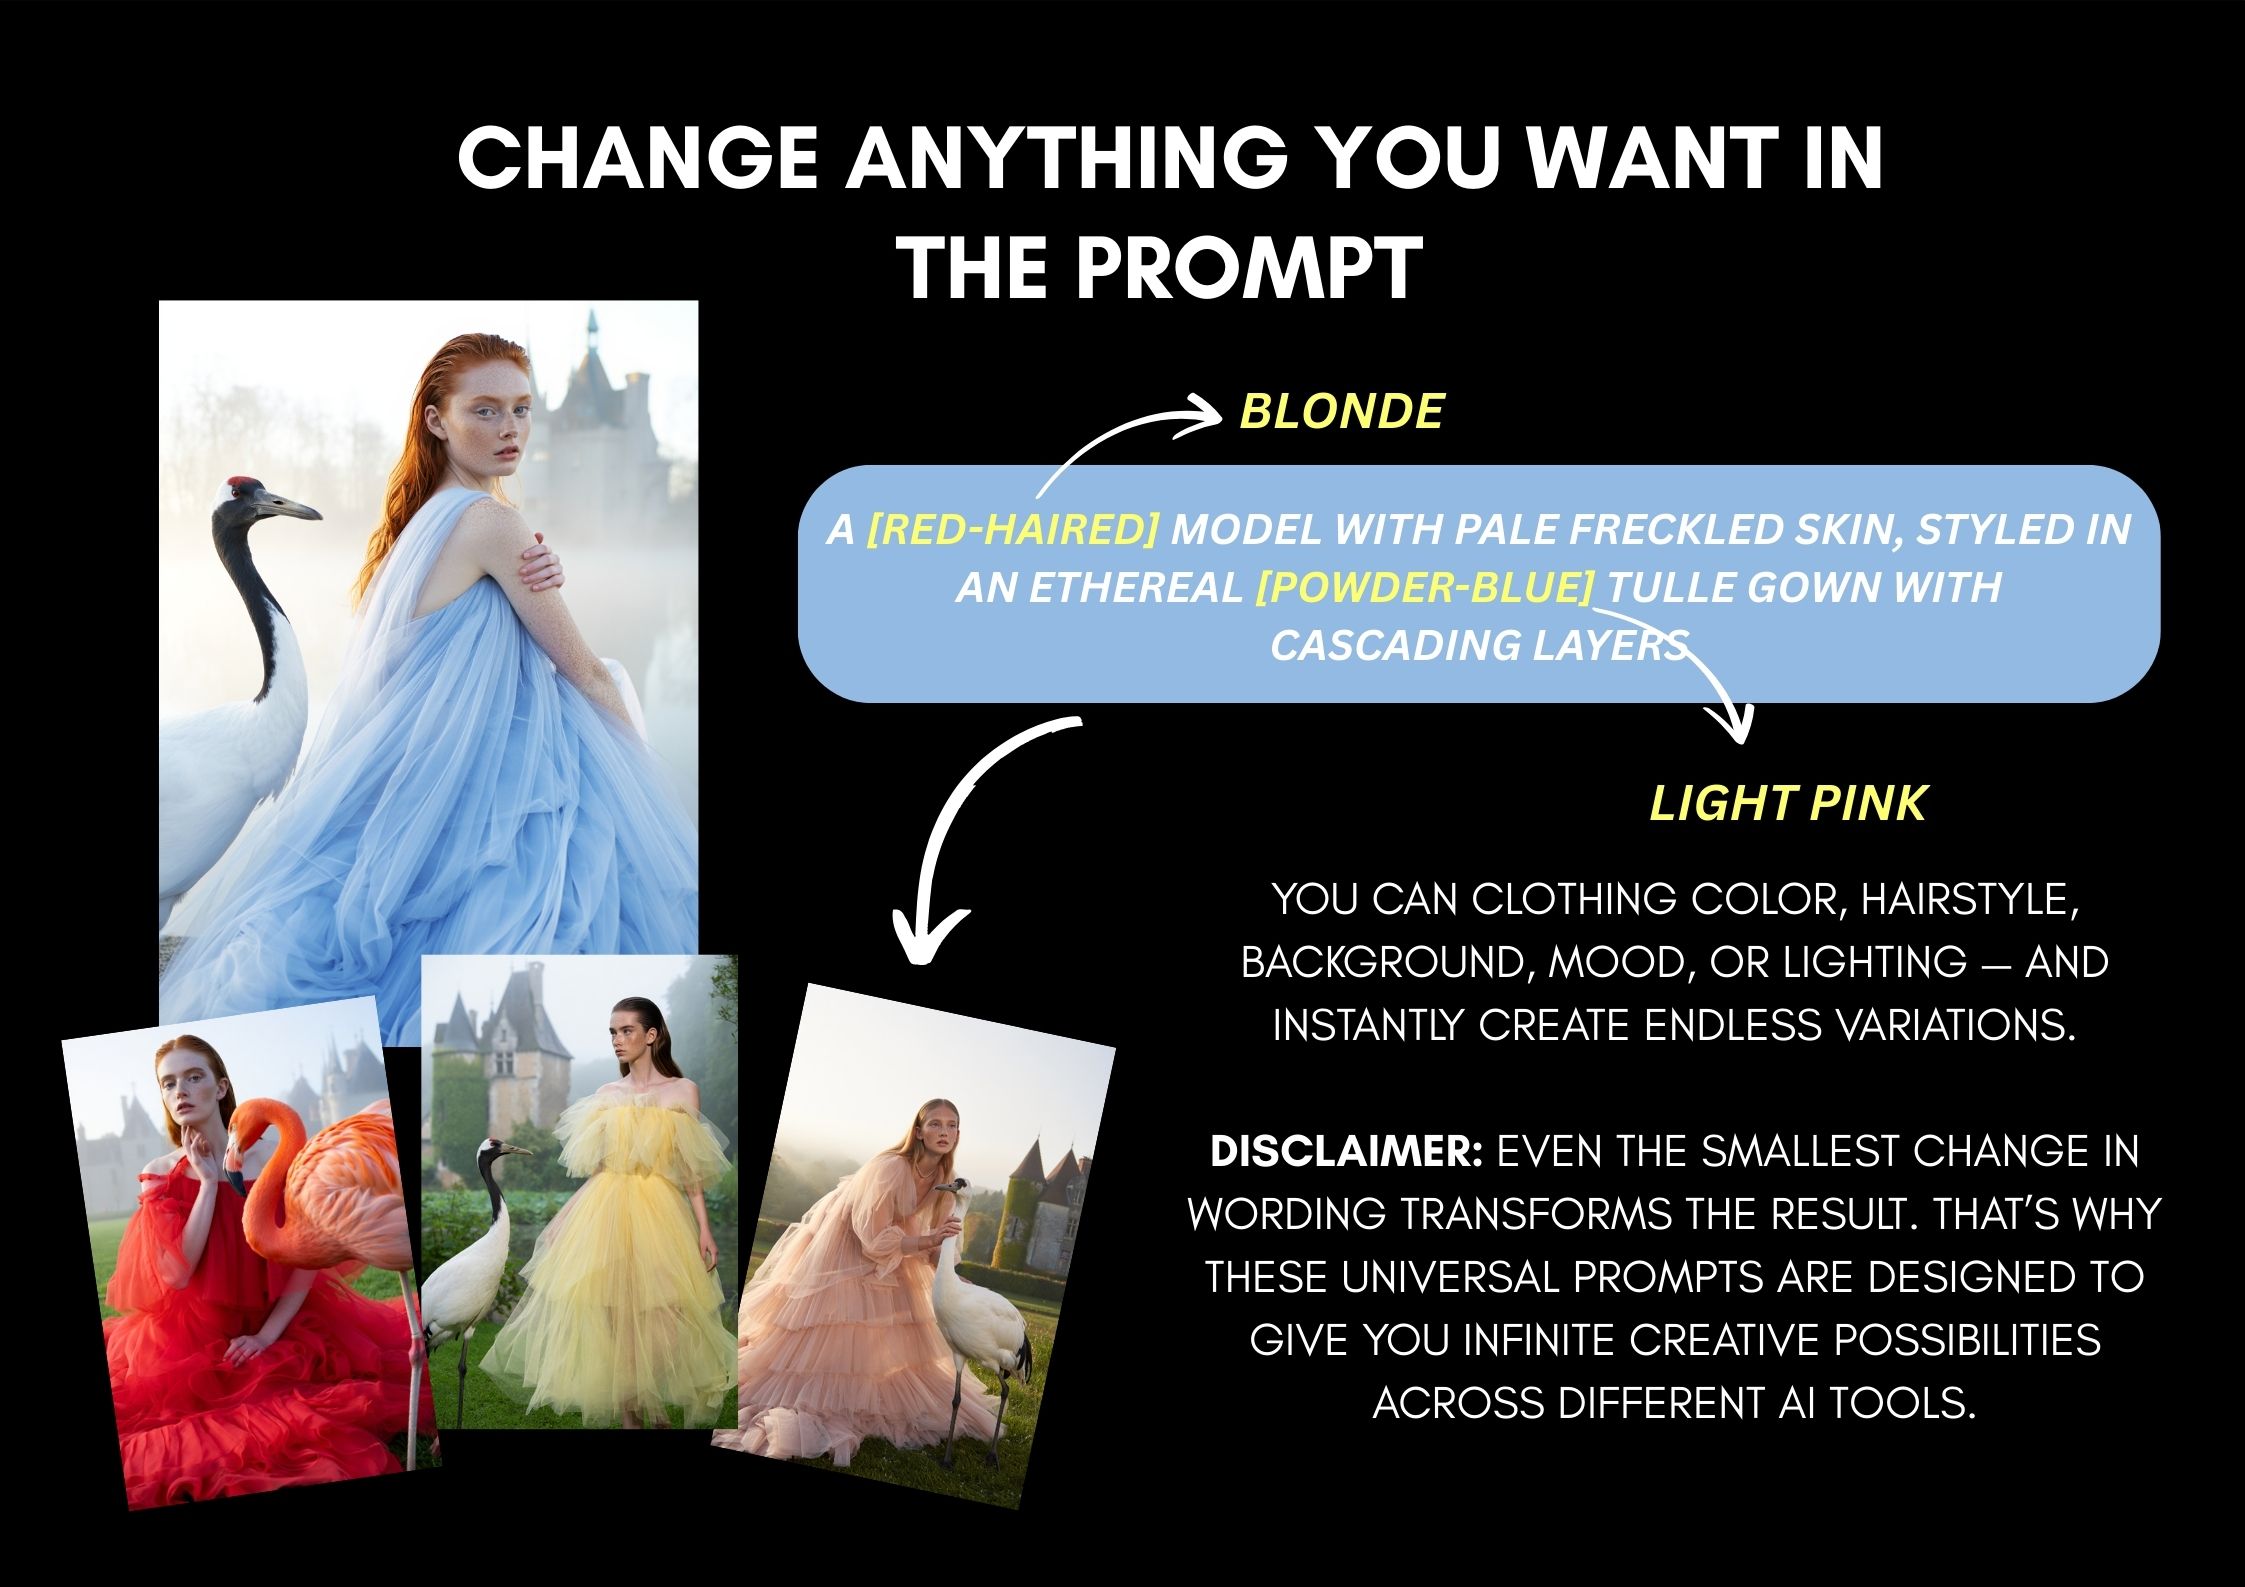 CHANGE ANYTHING YOU WANT IN
THE PROMPT
BLONDE
A [RED-HAIRED] MODEL WITH PALE FRECKLED SKIN, STYLED IN
AN ETHEREAL [POWDER-BLUE] TULLE GOWN WITH
CASCADING LAYERS
LIGHT PINK
YOU CAN CLOTHING COLOR, HAIRSTYLE,
BACKGROUND, MOOD, OR LIGHTING — AND
INSTANTLY CREATE ENDLESS VARIATIONS.
DISCLAIMER: EVEN THE SMALLEST CHANGE IN
WORDING TRANSFORMS THE RESULT. THAT'S WHY
THESE UNIVERSAL PROMPTS ARE DESIGNED TO
GIVE YOU INFINITE CREATIVE POSSIBILITIES
ACROSS DIFFERENT AI TOOLS.